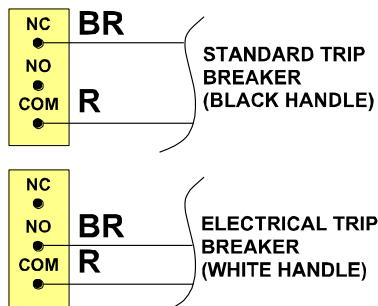 NC BR
NO
COM R
STANDARD TRIP
BREAKER
(BLACK HANDLE)
NC
NO BR
COM R
ELECTRICAL TRIP
BREAKER
(WHITE HANDLE)